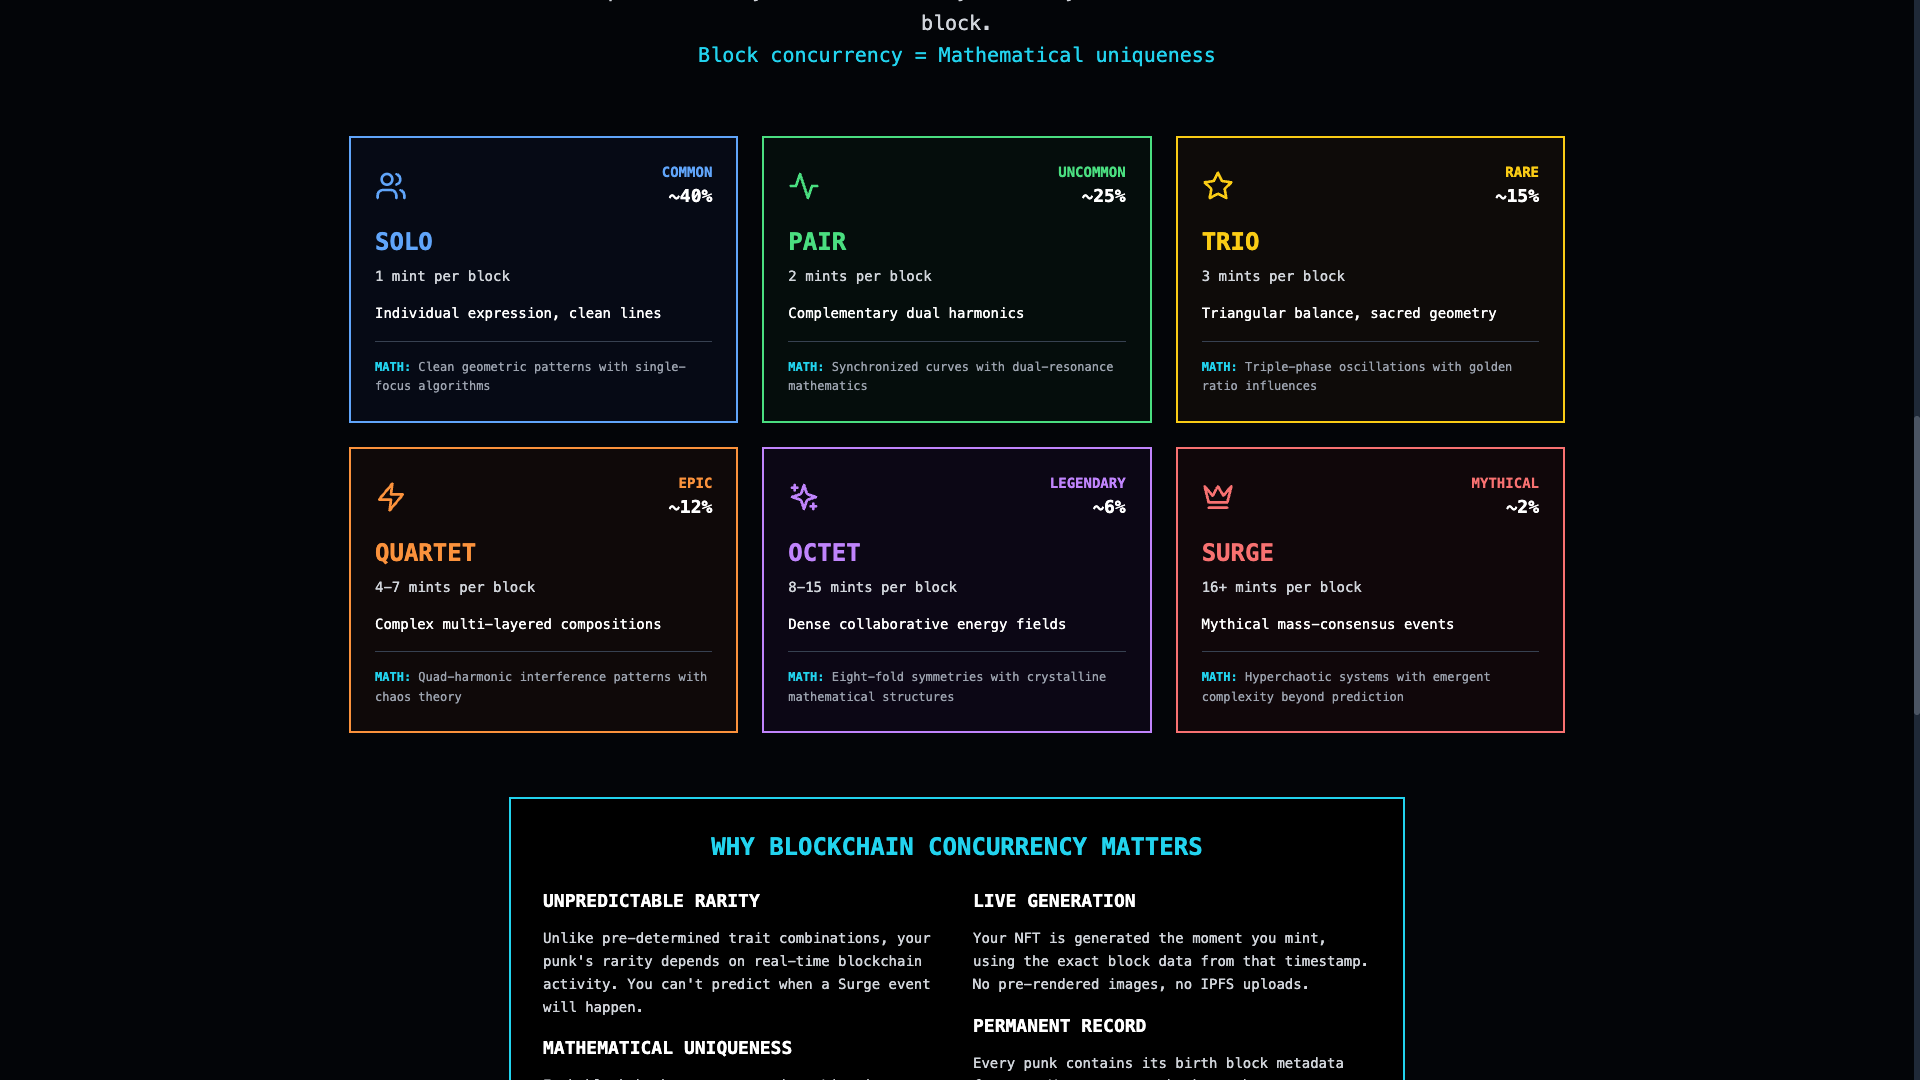 block.
Block concurrency = Mathematical uniqueness
COMMON
~40%
SOLO
1 mint per block
Individual expression, clean lines
MATH: Clean geometric patterns with single-
focus algorithms
UNCOMMON
~25%
PAIR
2 mints per block
Complementary dual harmonics
MATH: Synchronized curves with dual-resonance
mathematics
RARE
~15%
TRIO
3 mints per block
Triangular balance, sacred geometry
MATH: Triple-phase oscillations with golden
ratio influences
EPIC
~12%
QUARTET
4-7 mints per block
Complex multi-layered compositions
MATH: Quad-harmonic interference patterns with
chaos theory
LEGENDARY
~6%
OCTET
8-15 mints per block
Dense collaborative energy fields
MATH: Eight-fold symmetries with crystalline
mathematical structures
MYTHICAL
~2%
SURGE
16+ mints per block
Mythical mass-consensus events
MATH: Hyperchaotic systems with emergent
complexity beyond prediction
WHY BLOCKCHAIN CONCURRENCY MATTERS
UNPREDICTABLE RARITY
Unlike pre-determined trait combinations, your
punk's rarity depends on real-time blockchain
activity. You can't predict when a Surge event
will happen.
MATHEMATICAL UNIQUENESS
LIVE GENERATION
Your NFT is generated the moment you mint,
using the exact block data from that timestamp.
No pre-rendered images, no IPFS uploads.
PERMANENT RECORD
Every punk contains its birth block metadata